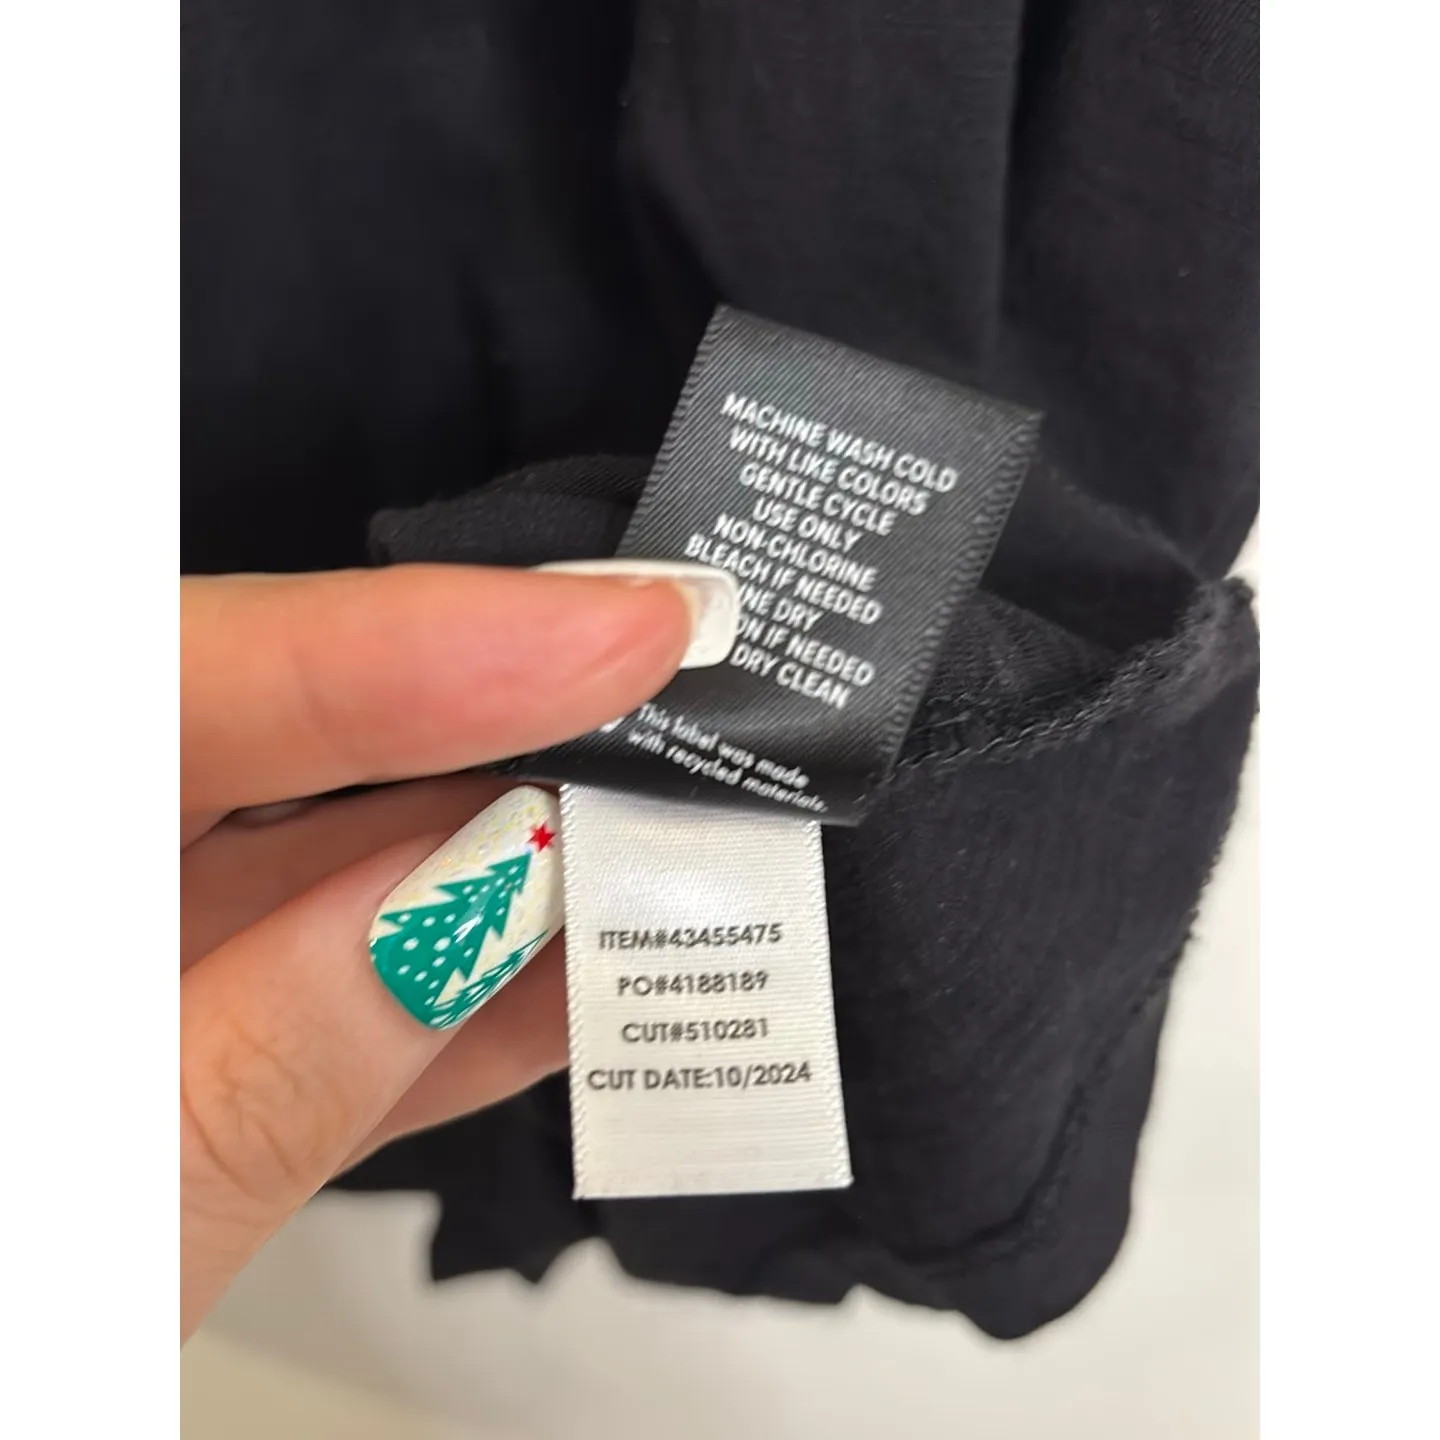 MACHINE WASH COLD
WITH LIKE COLORS
GENTLE CYCLE
USE ONLY
NON-CHLORINE
BLEACH IF NEEDED
DRY
IF NEEDED
DRY CLEAN
This label was made
with recycled materials.
ITEM#43455475
PO#4188189
CUT#510281
CUT DATE:10/2024